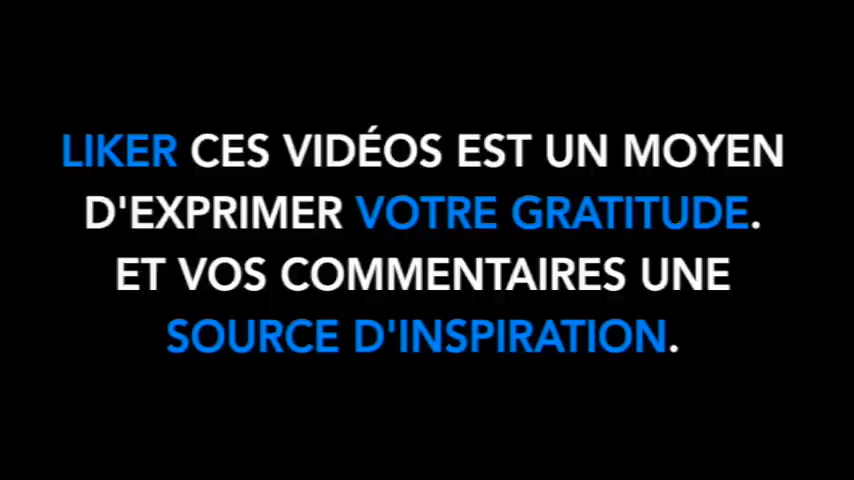 LIKER CES VIDÉOS EST UN MOYEN
D'EXPRIMER VOTRE GRATITUDE.
ET VOS COMMENTAIRES UNE
SOURCE D'INSPIRATION.